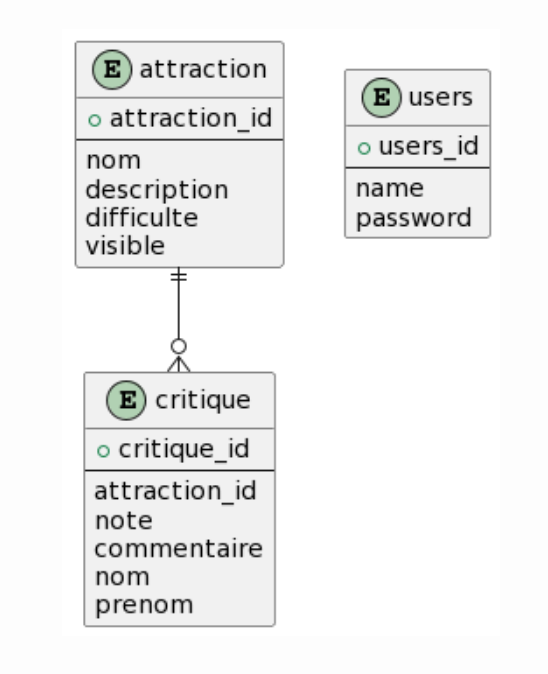 E attraction
attraction_id
nom
description
difficulte
visible
E users
users_id
name
password
E critique
critique_id
attraction_id
note
commentaire
nom
prenom